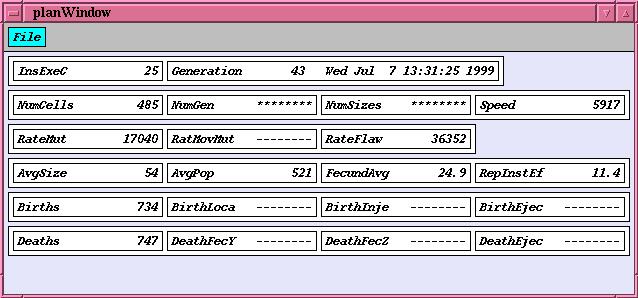 planWindow
File
InsExeC 25 Generation 43 Wed Jul 7 13:31:25 1999
NumCells 485 NumGen ******** NumSizes ******** Speed 5917
RateMut 17040 RatMovMut -------- RateFlaw 36352
AvgSize 54 AvgPop 521 FecundAvg 24.9 RepInstEf 11.4
Births 734 BirthLoca -------- BirthInje -------- BirthEjec --------
Deaths 747 DeathFecY -------- DeathFecZ -------- DeathEjec --------